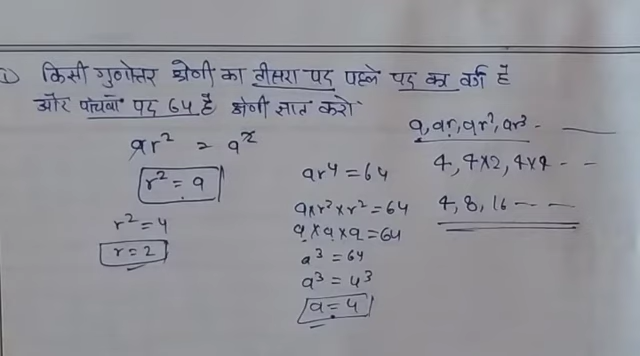 ① किसी गुणोत्तर श्रेणी का तीसरा पद पहले पद का वर्ग है
और पांचवाँ पद 64 है श्रेणी ज्ञात करो
ar² = a²
r² = a
r² = 4
r = 2
ar⁴ = 64
a×r²×r² = 64
a×a×a = 64
a³ = 64
a³ = 4³
a = 4
a, ar, ar², ar³ - ——
4, 4×2, 4×4 - -
4, 8, 16 - - -